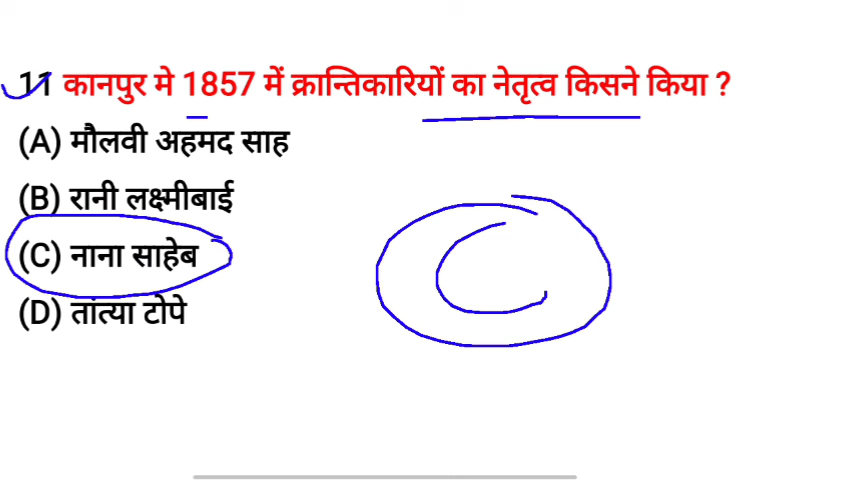 11 कानपुर मे 1857 में क्रान्तिकारियों का नेतृत्व किसने किया ?
(A) मौलवी अहमद साह
(B) रानी लक्ष्मीबाई
(C) नाना साहेब
(D) तांत्या टोपे
C